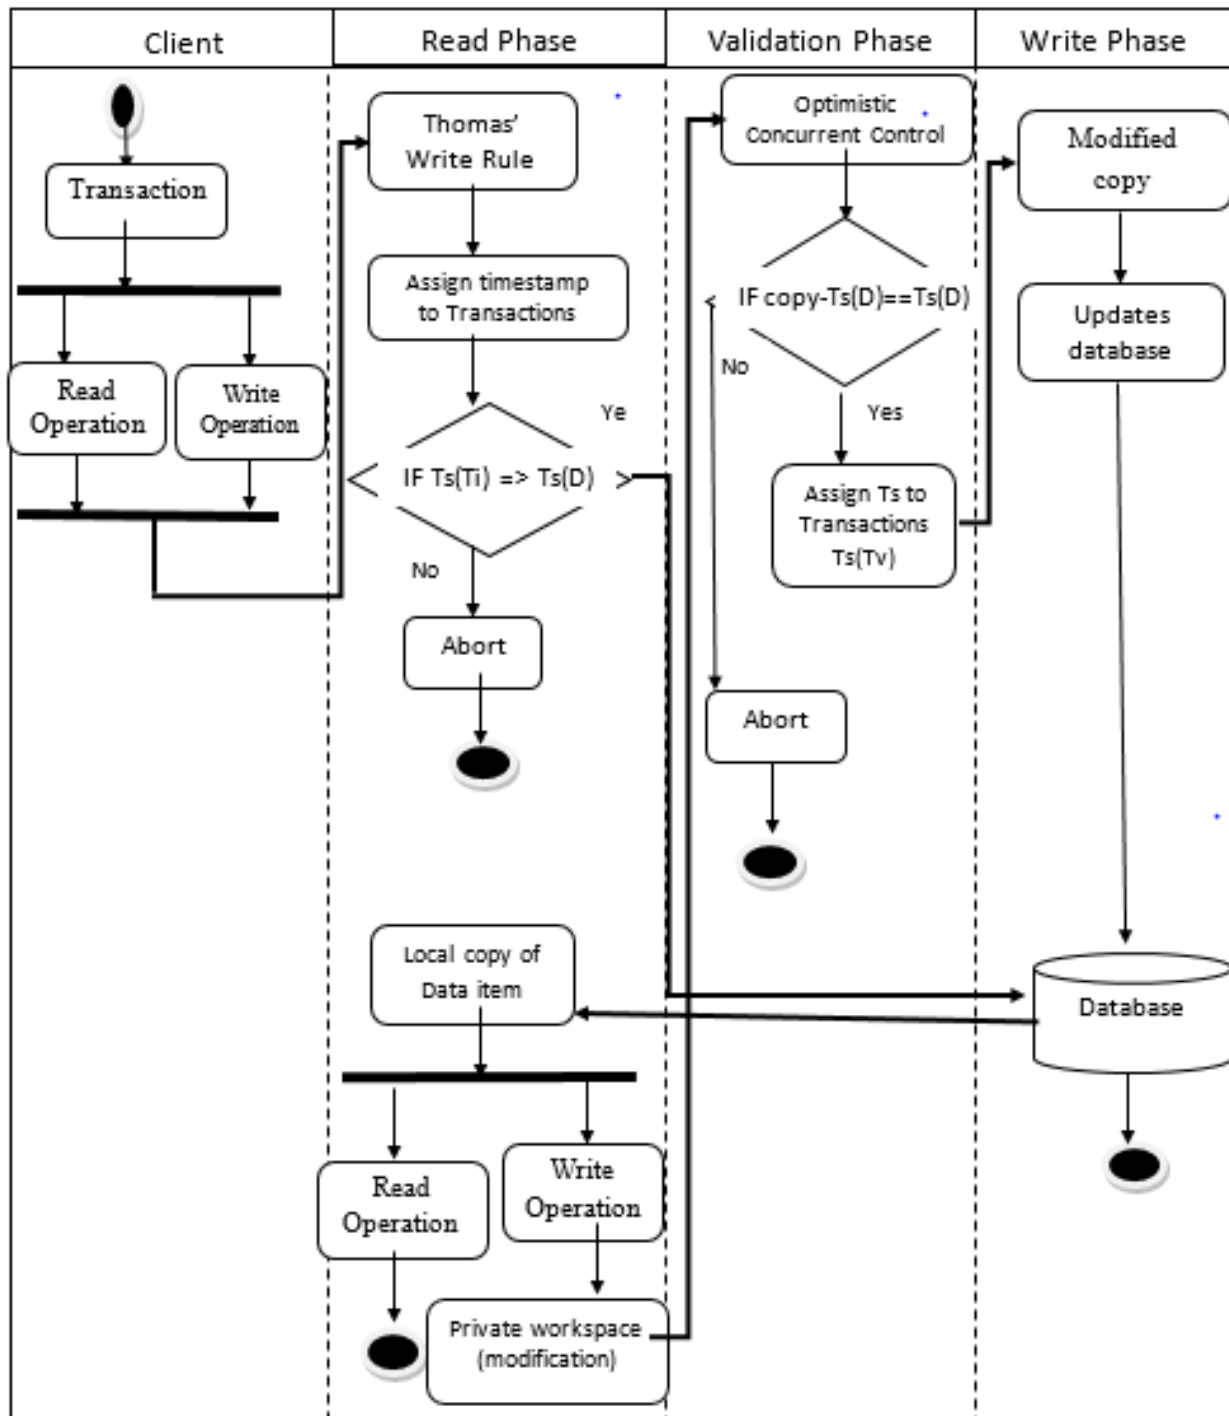 Client
Read Phase
Validation Phase
Write Phase
Transaction
Read
Operation
Write
Operation
Thomas’
Write Rule
Assign timestamp
to Transactions
Ye
IF Ts(Ti) => Ts(D)
No
Abort
Local copy of
Data item
Read
Operation
Write
Operation
Private workspace
(modification)
Optimistic
Concurrent Control
IF copy-Ts(D)==Ts(D)
No
Yes
Assign Ts to
Transactions
Ts(Tv)
Abort
Modified
copy
Updates
database
Database